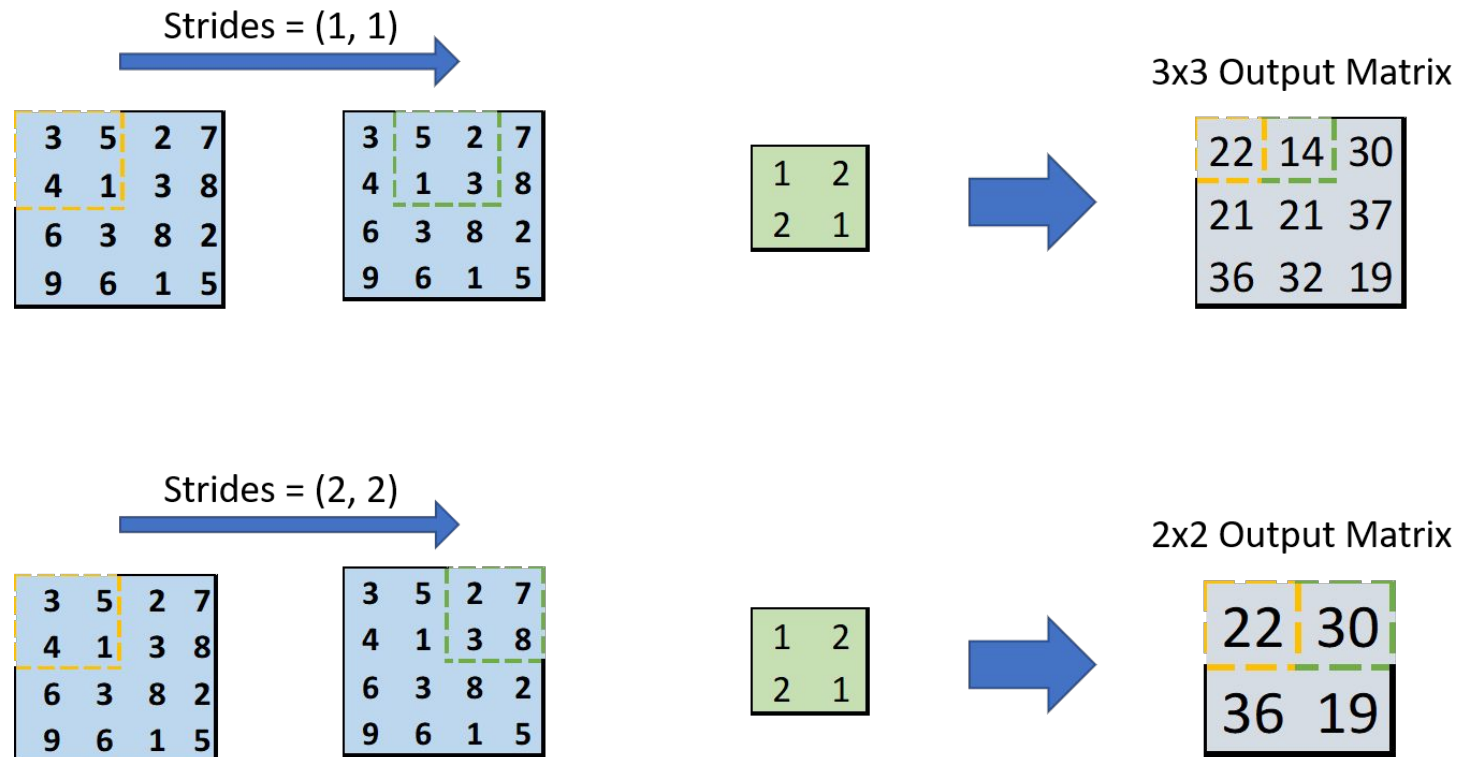 Strides = (1, 1)
3x3 Output Matrix
3 5 2 7
4 1 3 8
6 3 8 2
9 6 1 5
3 5 2 7
4 1 3 8
6 3 8 2
9 6 1 5
1 2
2 1
22 14 30
21 21 37
36 32 19
Strides = (2, 2)
2x2 Output Matrix
3 5 2 7
4 1 3 8
6 3 8 2
9 6 1 5
3 5 2 7
4 1 3 8
6 3 8 2
9 6 1 5
1 2
2 1
22 30
36 19